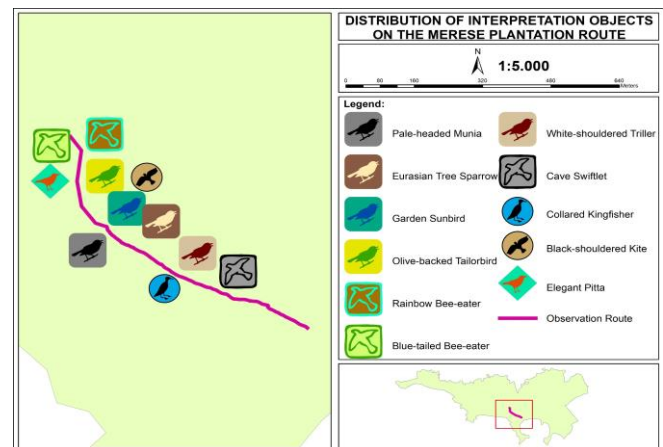 DISTRIBUTION OF INTERPRETATION OBJECTS
ON THE MERESE PLANTATION ROUTE
N
1:5.000
0 80 160 320 480 640
Meters
Legend:
Pale-headed Munia
White-shouldered Triller
Eurasian Tree Sparrow
Cave Swiftlet
Garden Sunbird
Collared Kingfisher
Olive-backed Tailorbird
Black-shouldered Kite
Rainbow Bee-eater
Elegant Pitta
Blue-tailed Bee-eater
Observation Route